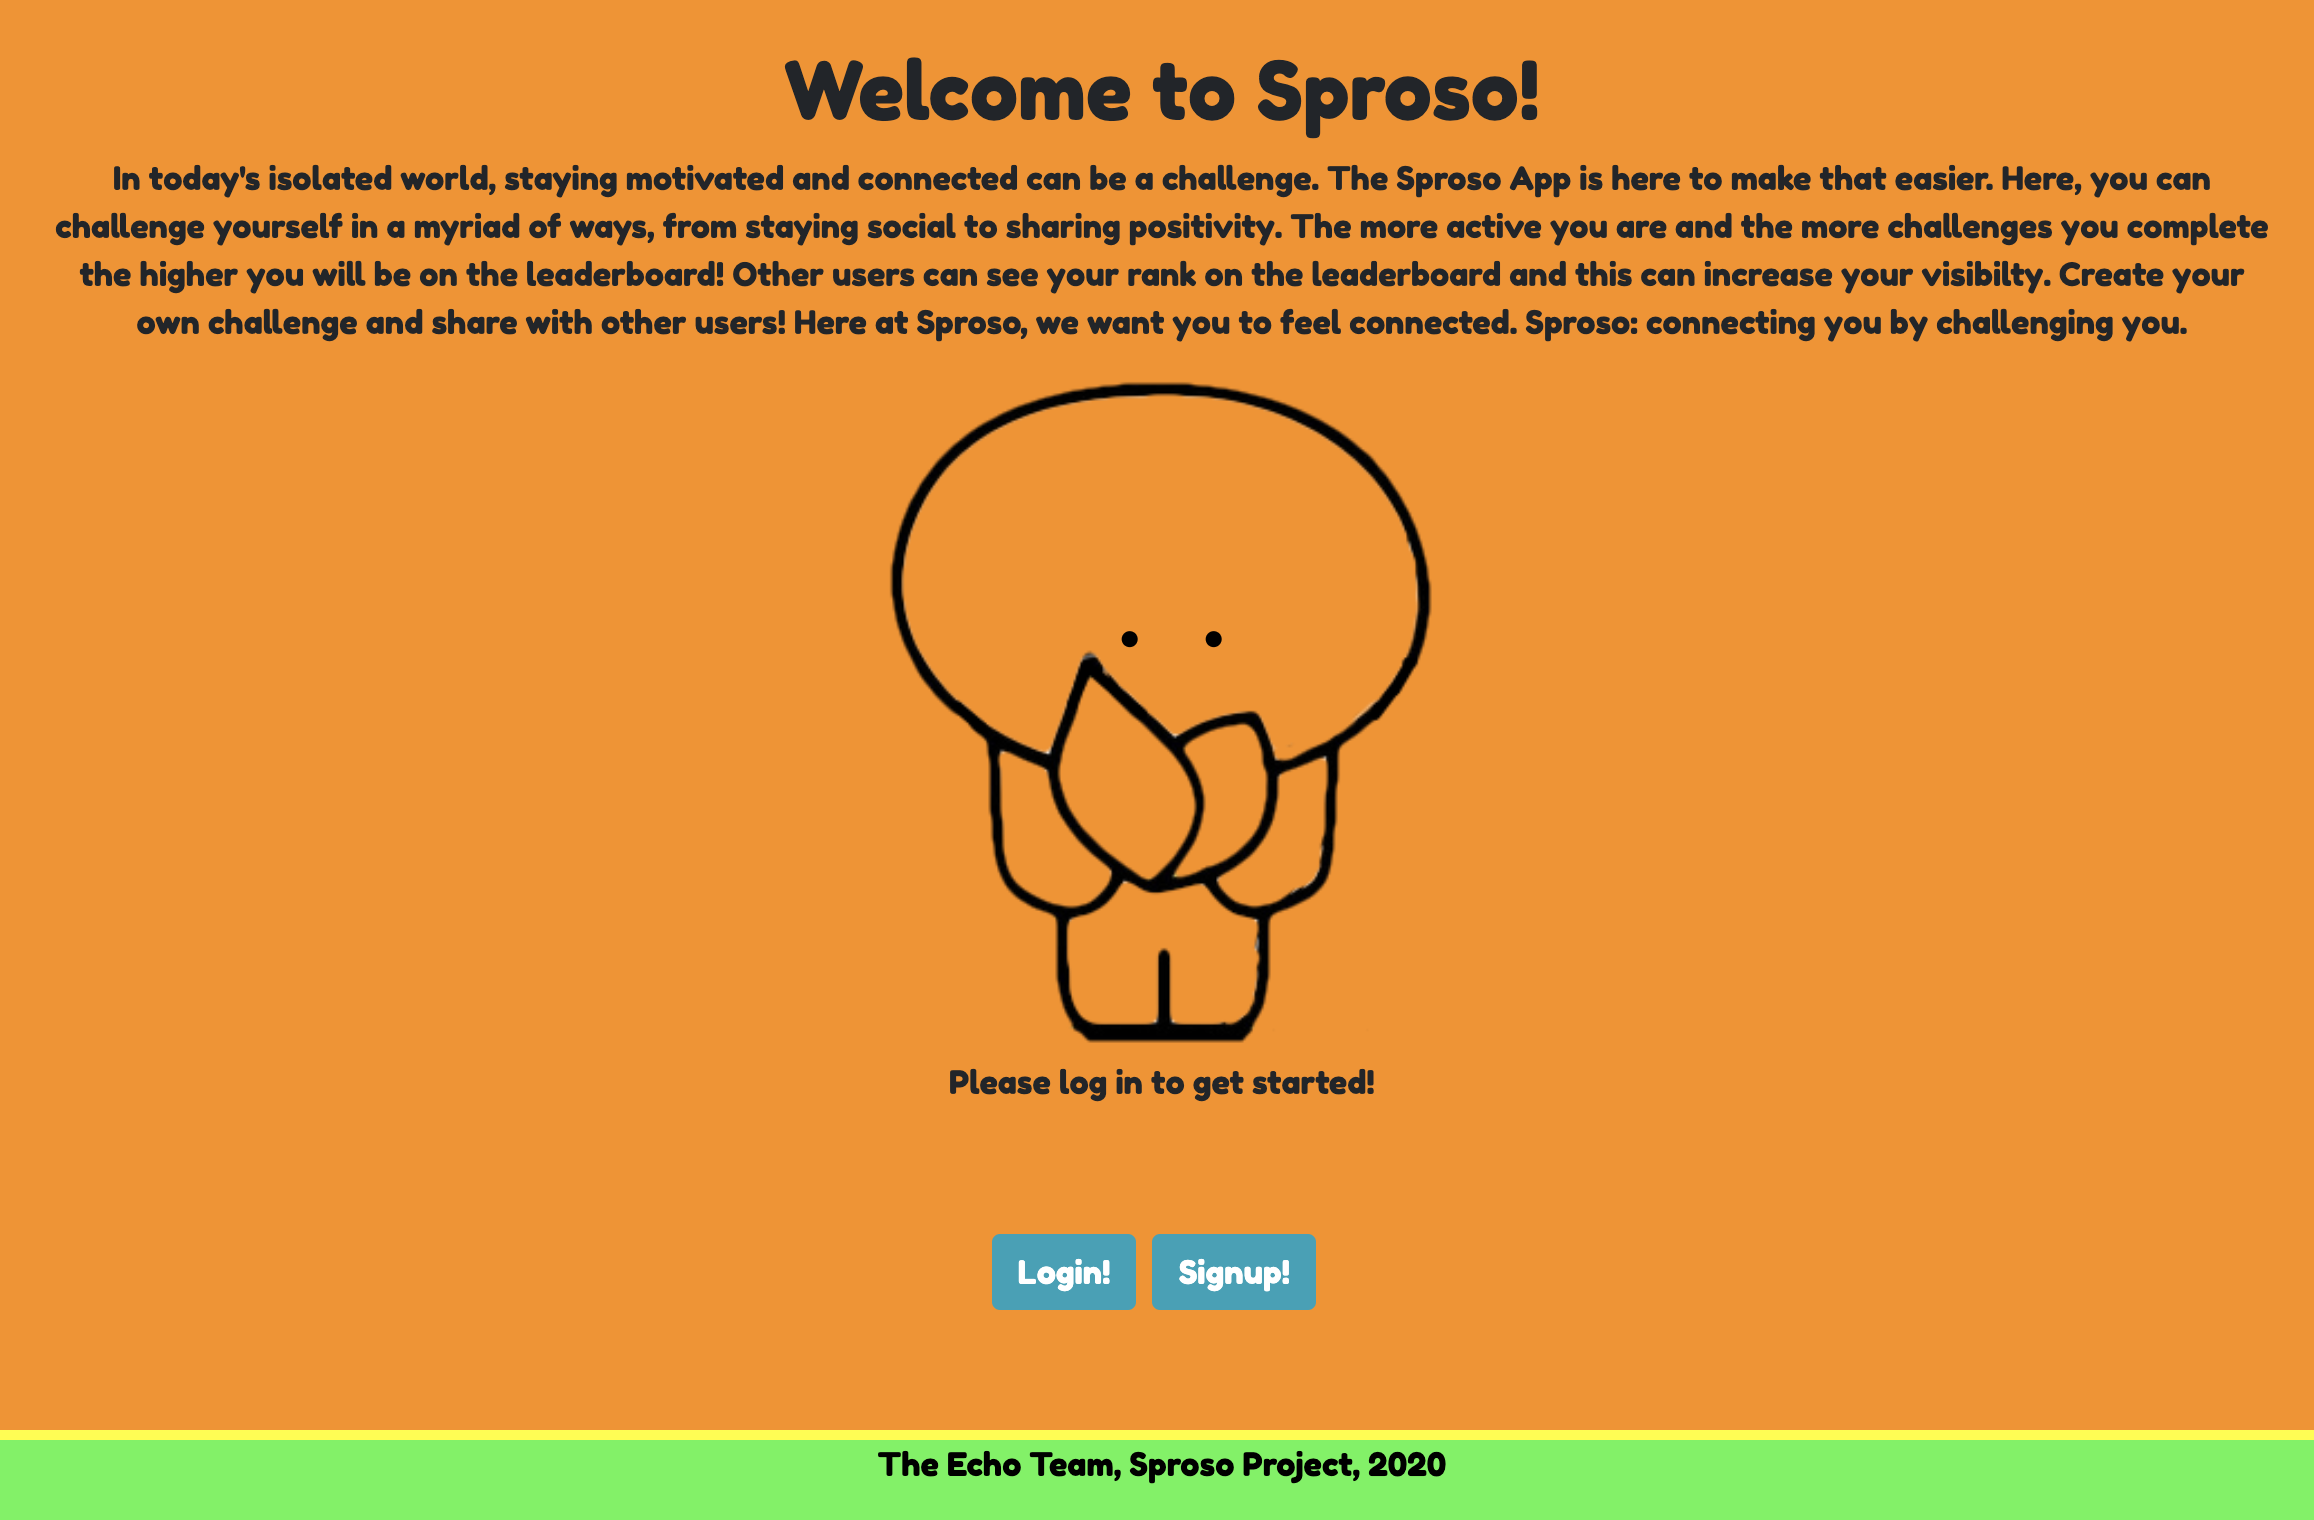 Welcome to Sproso!
In today's isolated world, staying motivated and connected can be a challenge. The Sproso App is here to make that easier. Here, you can
challenge yourself in a myriad of ways, from staying social to sharing positivity. The more active you are and the more challenges you complete
the higher you will be on the leaderboard! Other users can see your rank on the leaderboard and this can increase your visibilty. Create your
own challenge and share with other users! Here at Sproso, we want you to feel connected. Sproso: connecting you by challenging you.
Please log in to get started!
Login! Signup!
The Echo Team, Sproso Project, 2020